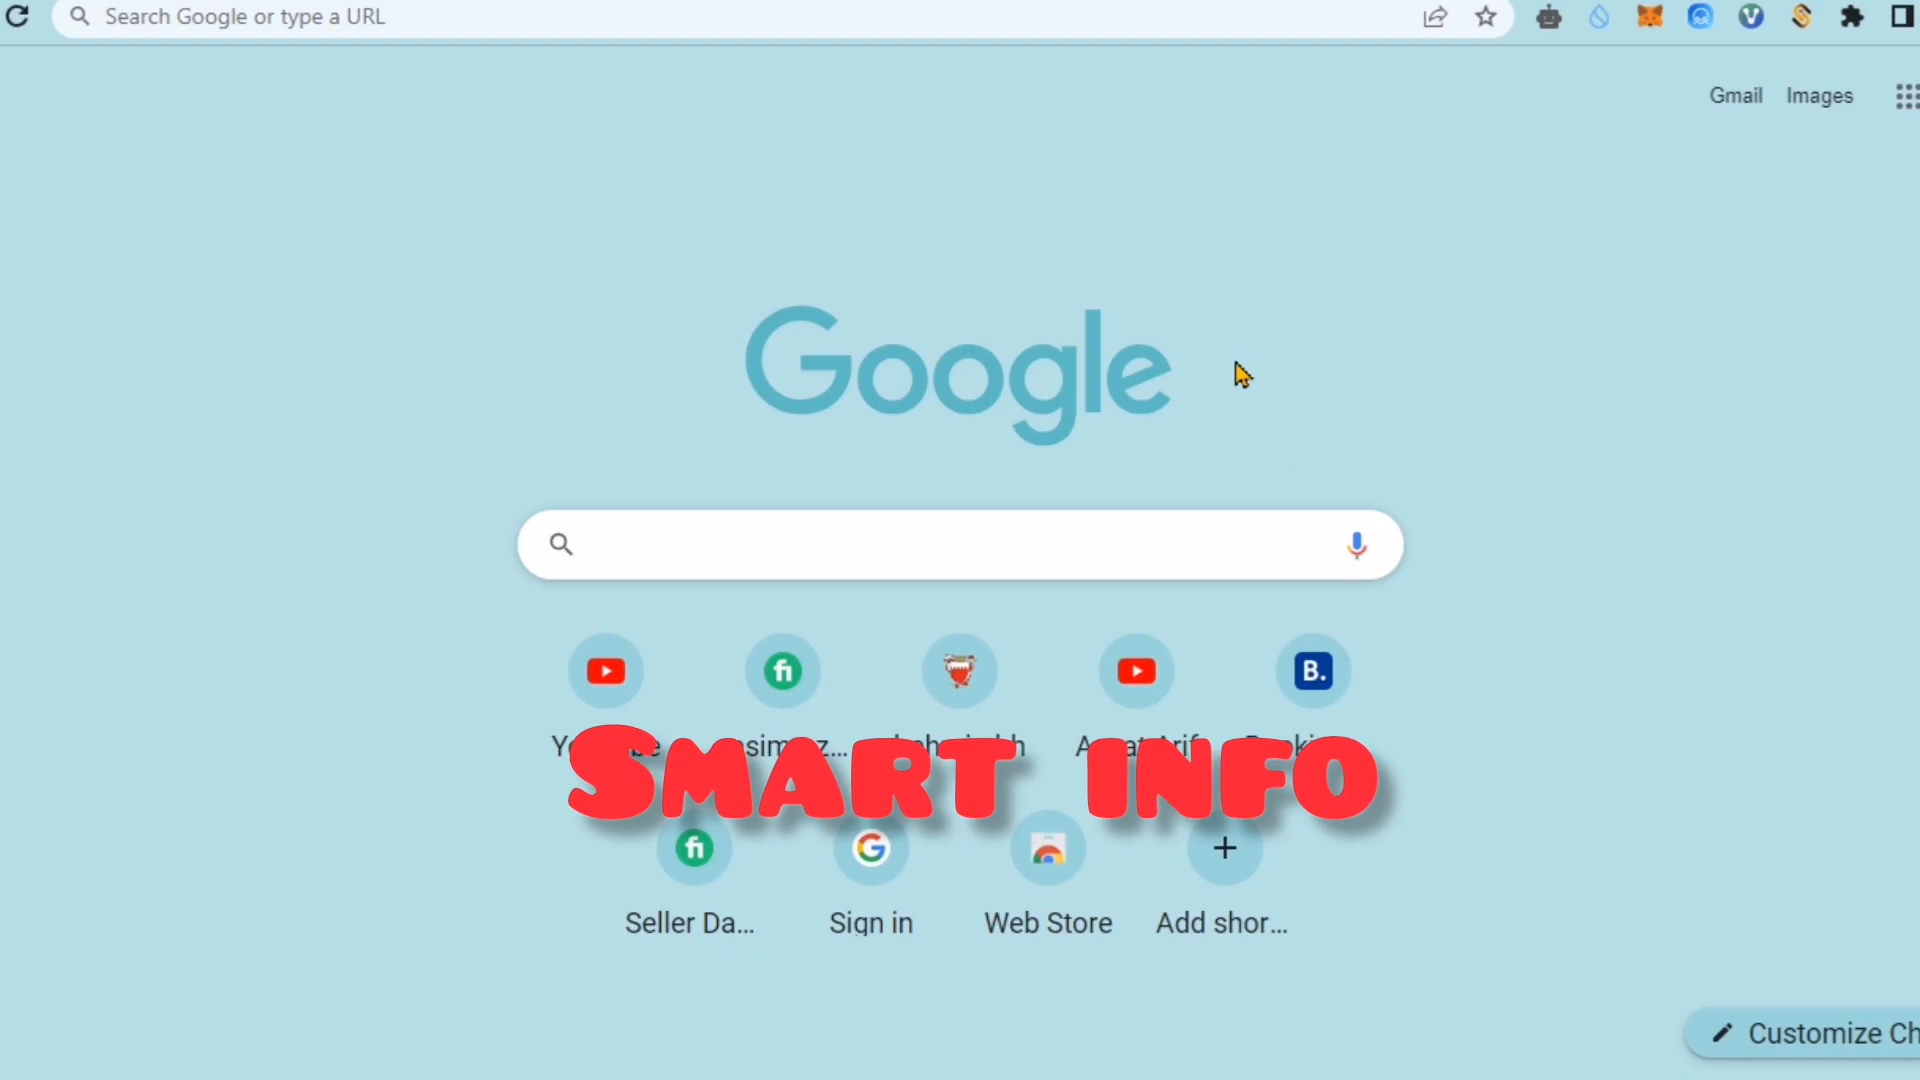 Search Google or type a URL
Gmail Images
Google
B.
Smart info
fi G
Seller Da... Sign in Web Store Add shor...
Customize Ch